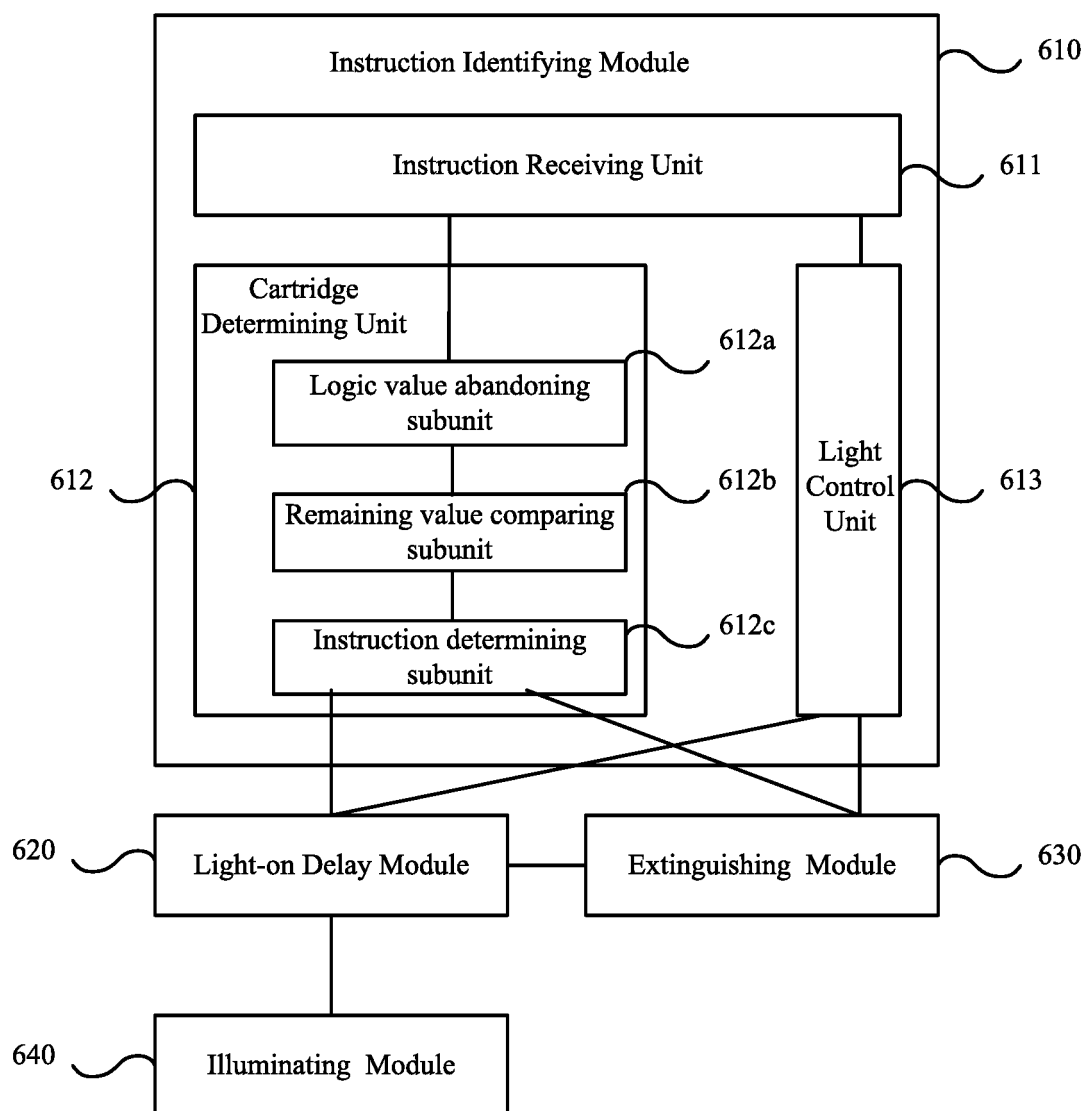 Instruction Identifying Module
610
Instruction Receiving Unit
611
Cartridge
Determining Unit
612a
Logic value abandoning
subunit
612
612b
Remaining value comparing
subunit
Light
Control
Unit
613
612c
Instruction determining
subunit
620
Light-on Delay Module
Extinguishing Module
630
640
Illuminating Module